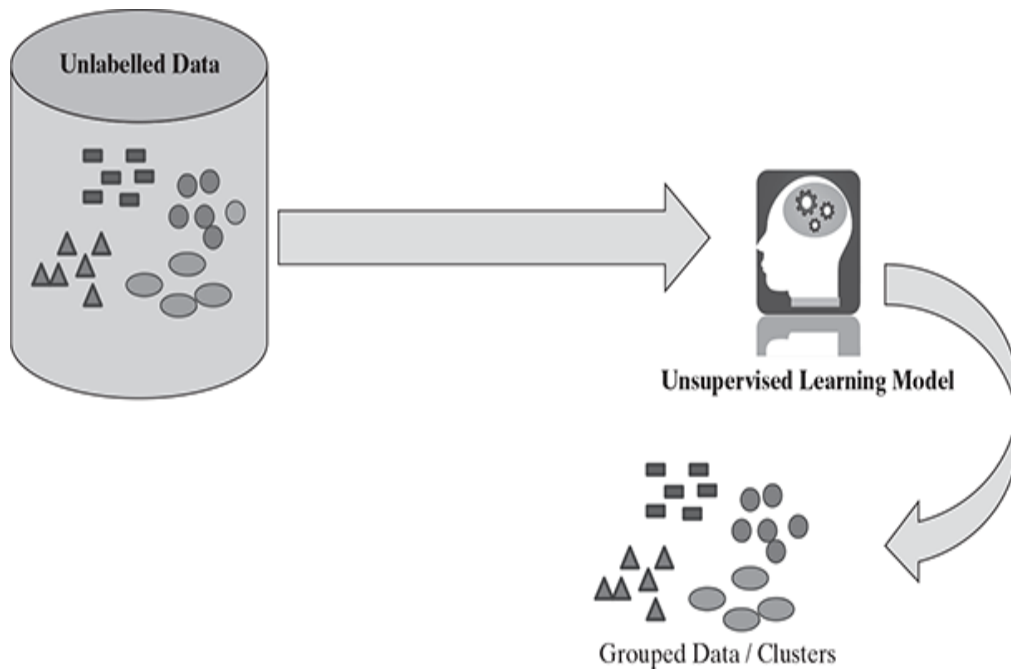 Unlabelled Data
Unsupervised Learning Model
Grouped Data / Clusters